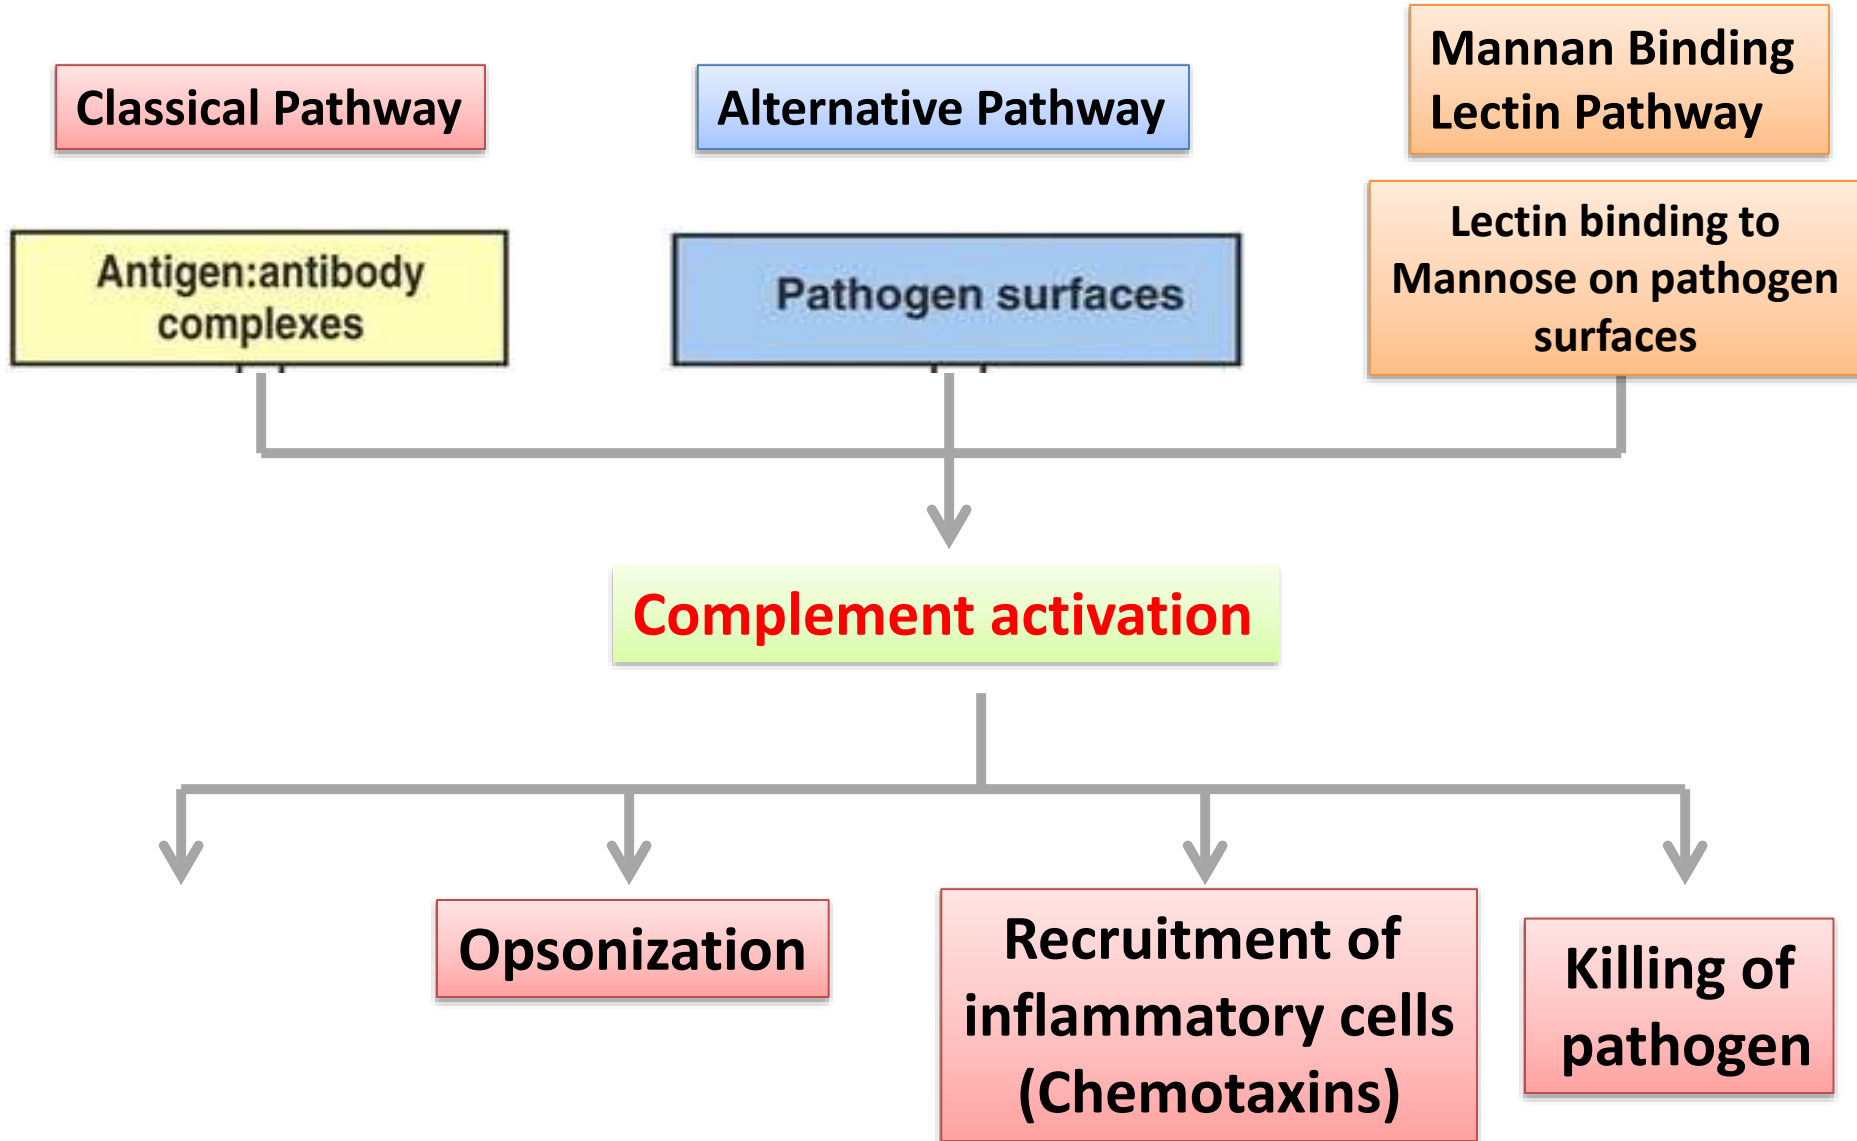 Classical Pathway
Alternative Pathway
Mannan Binding
Lectin Pathway
Antigen:antibody
complexes
Pathogen surfaces
Lectin binding to
Mannose on pathogen
surfaces
Complement activation
Opsonization
Recruitment of
inflammatory cells
(Chemotaxins)
Killing of
pathogen